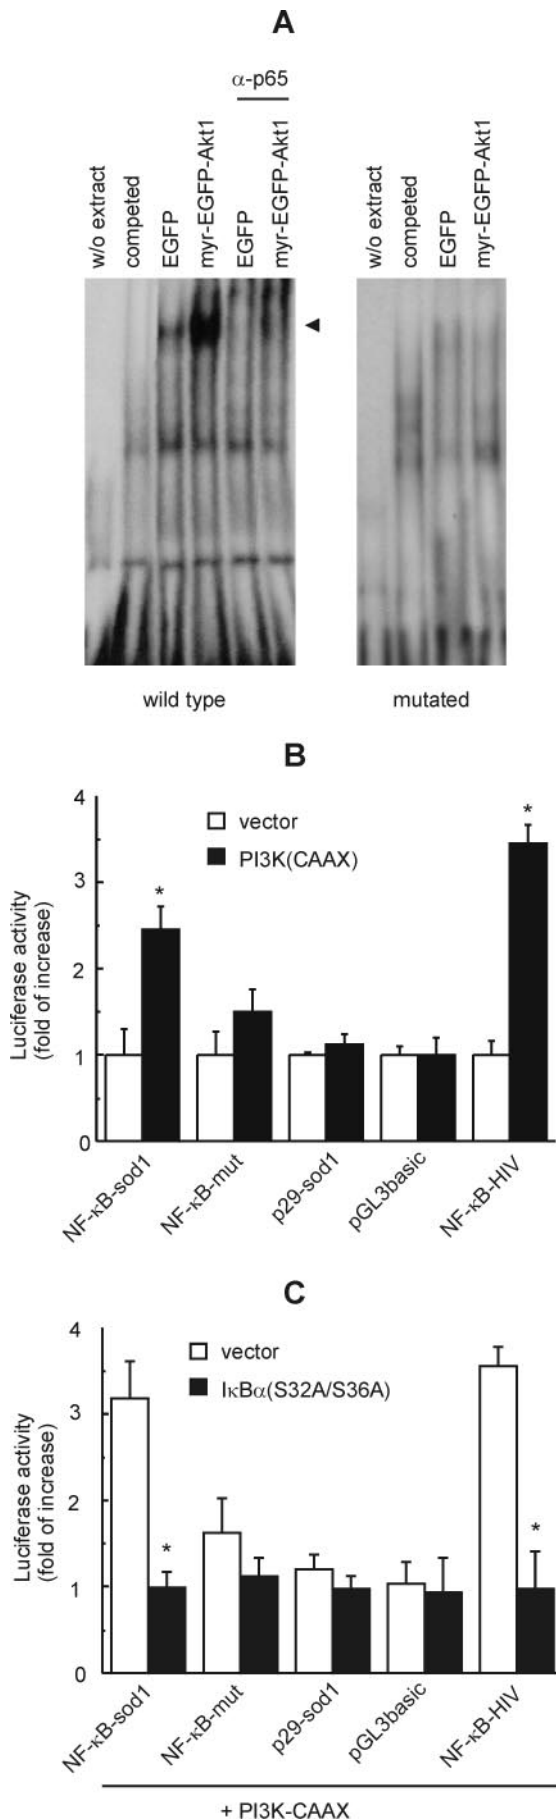 A
α-p65
w/o extract
competed
EGFP
myr-EGFP-Akt1
EGFP
myr-EGFP-Akt1
w/o extract
competed
EGFP
myr-EGFP-Akt1
wild type
mutated
B
4
3
2
1
0
Luciferase activity
(fold of increase)
vector
PI3K(CAAX)
*
*
NF-κB-sod1
NF-κB-mut
p29-sod1
pGL3basic
NF-κB-HIV
C
4
3
2
1
0
Luciferase activity
(fold of increase)
vector
IκBα(S32A/S36A)
*
*
NF-κB-sod1
NF-κB-mut
p29-sod1
pGL3basic
NF-κB-HIV
+ PI3K-CAAX